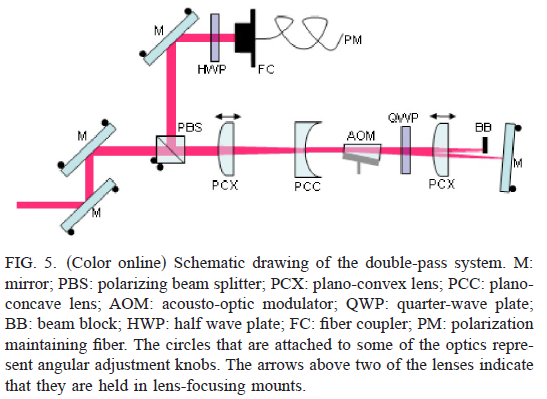 M
PM
HWP
FC
PBS
QWP
BB
M
AOM
M
PCX
PCC
PCX
M
FIG. 5. (Color online) Schematic drawing of the double-pass system. M:
mirror; PBS: polarizing beam splitter; PCX: plano-convex lens; PCC: plano-
concave lens; AOM: acousto-optic modulator; QWP: quarter-wave plate;
BB: beam block; HWP: half wave plate; FC: fiber coupler; PM: polarization
maintaining fiber. The circles that are attached to some of the optics repre-
sent angular adjustment knobs. The arrows above two of the lenses indicate
that they are held in lens-focusing mounts.